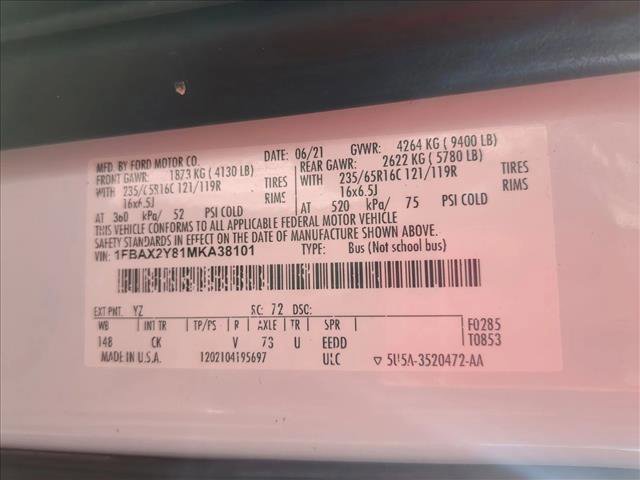 MFD. BY FORD MOTOR CO. DATE: 06/21 GVWR: 4264 KG ( 9400 LB)
FRONT GAWR: 1873 KG ( 4130 LB) REAR GAWR: 2622 KG ( 5780 LB)
WITH 235/65R16C 121/119R TIRES WITH 235/65R16C 121/119R TIRES
16x6.5J RIMS 16x6.5J RIMS
AT 360 kPa/ 52 PSI COLD AT 520 kPa/ 75 PSI COLD
THIS VEHICLE CONFORMS TO ALL APPLICABLE FEDERAL MOTOR VEHICLE
SAFETY STANDARDS IN EFFECT ON THE DATE OF MANUFACTURE SHOWN ABOVE.
VIN: 1FBAX2Y81MKA38101 TYPE: Bus (Not school bus)
EXT PNT: YZ RC: 72 DSO:
WB INT TR TP/PS R AXLE TR SPR F0285
148 CK V 73 U EEDD T0853
MADE IN U.S.A. 1202104195697 ULC ▽ 5U5A-3520472-AA